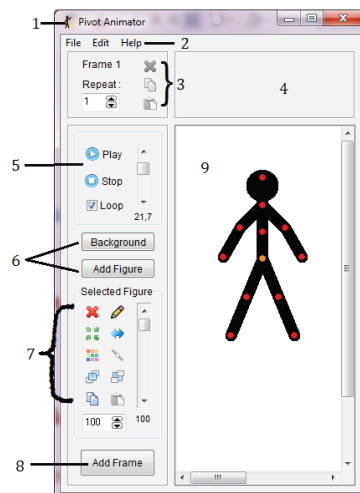 1
Pivot Animator
File Edit Help
2
Frame 1
Repeat:
1
3
4
5
Play
Stop
Loop
21,7
9
6
Background
Add Figure
Selected Figure
7
100
100
8
Add Frame